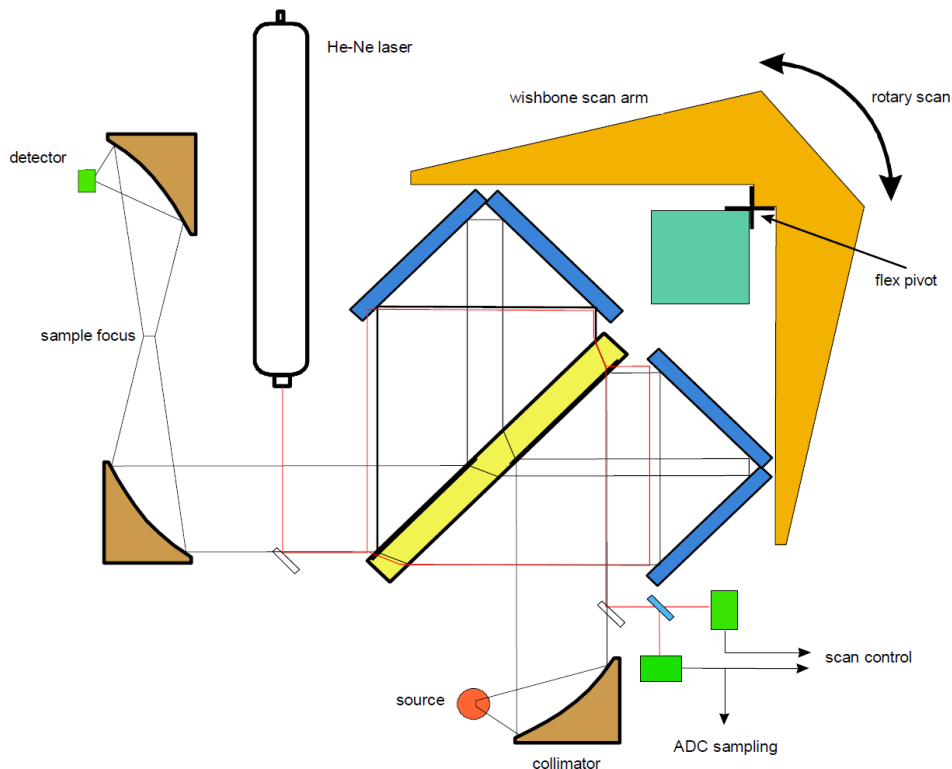 He-Ne laser
wishbone scan arm
rotary scan
detector
flex pivot
sample focus
scan control
source
ADC sampling
collimator